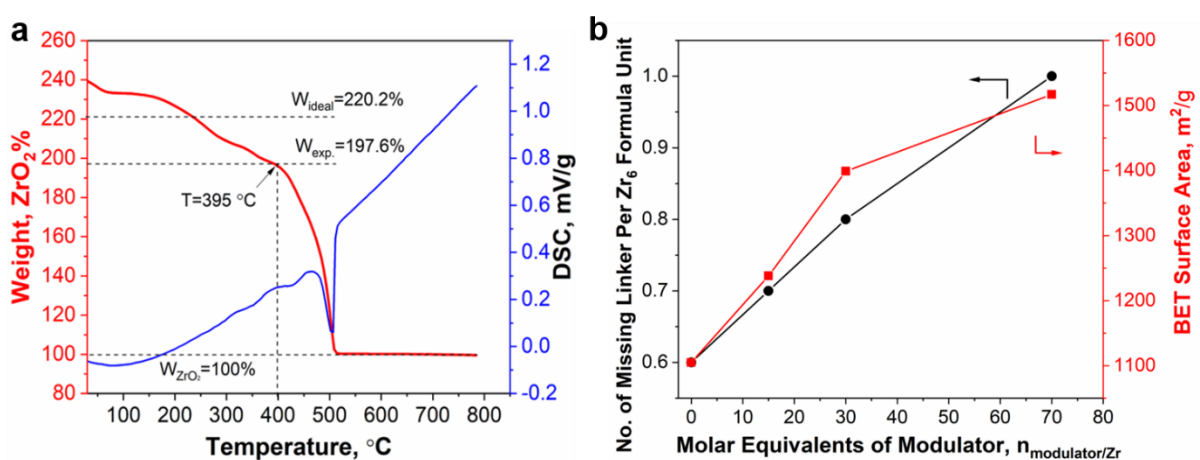 a
260
240
220
200
180
160
140
120
100
80
Weight, ZrO2%
W_ideal=220.2%
W_exp.=197.6%
T=395 °C
W_ZrO2=100%
1.2
1.0
0.8
0.6
0.4
0.2
0.0
-0.2
DSC, mV/g
100 200 300 400 500 600 700 800
Temperature, °C
b
1.0
0.9
0.8
0.7
0.6
No. of Missing Linker Per Zr6 Formula Unit
1600
1500
1400
1300
1200
1100
BET Surface Area, m²/g
0 10 20 30 40 50 60 70 80
Molar Equivalents of Modulator, n_modulator/Zr